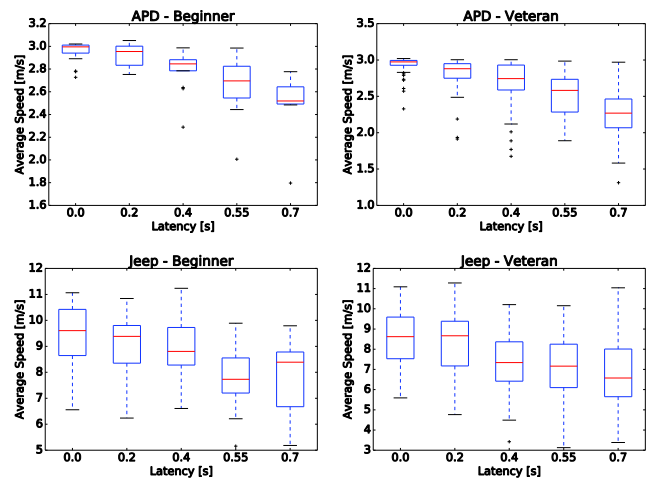 APD - Beginner
3.2
3.0
2.8
2.6
2.4
2.2
2.0
1.8
1.6
Average Speed [m/s]
0.0 0.2 0.4 0.55 0.7
Latency [s]
APD - Veteran
3.5
3.0
2.5
2.0
1.5
1.0
Average Speed [m/s]
0.0 0.2 0.4 0.55 0.7
Latency [s]
Jeep - Beginner
12
11
10
9
8
7
6
5
Average Speed [m/s]
0.0 0.2 0.4 0.55 0.7
Latency [s]
Jeep - Veteran
12
11
10
9
8
7
6
5
4
3
Average Speed [m/s]
0.0 0.2 0.4 0.55 0.7
Latency [s]